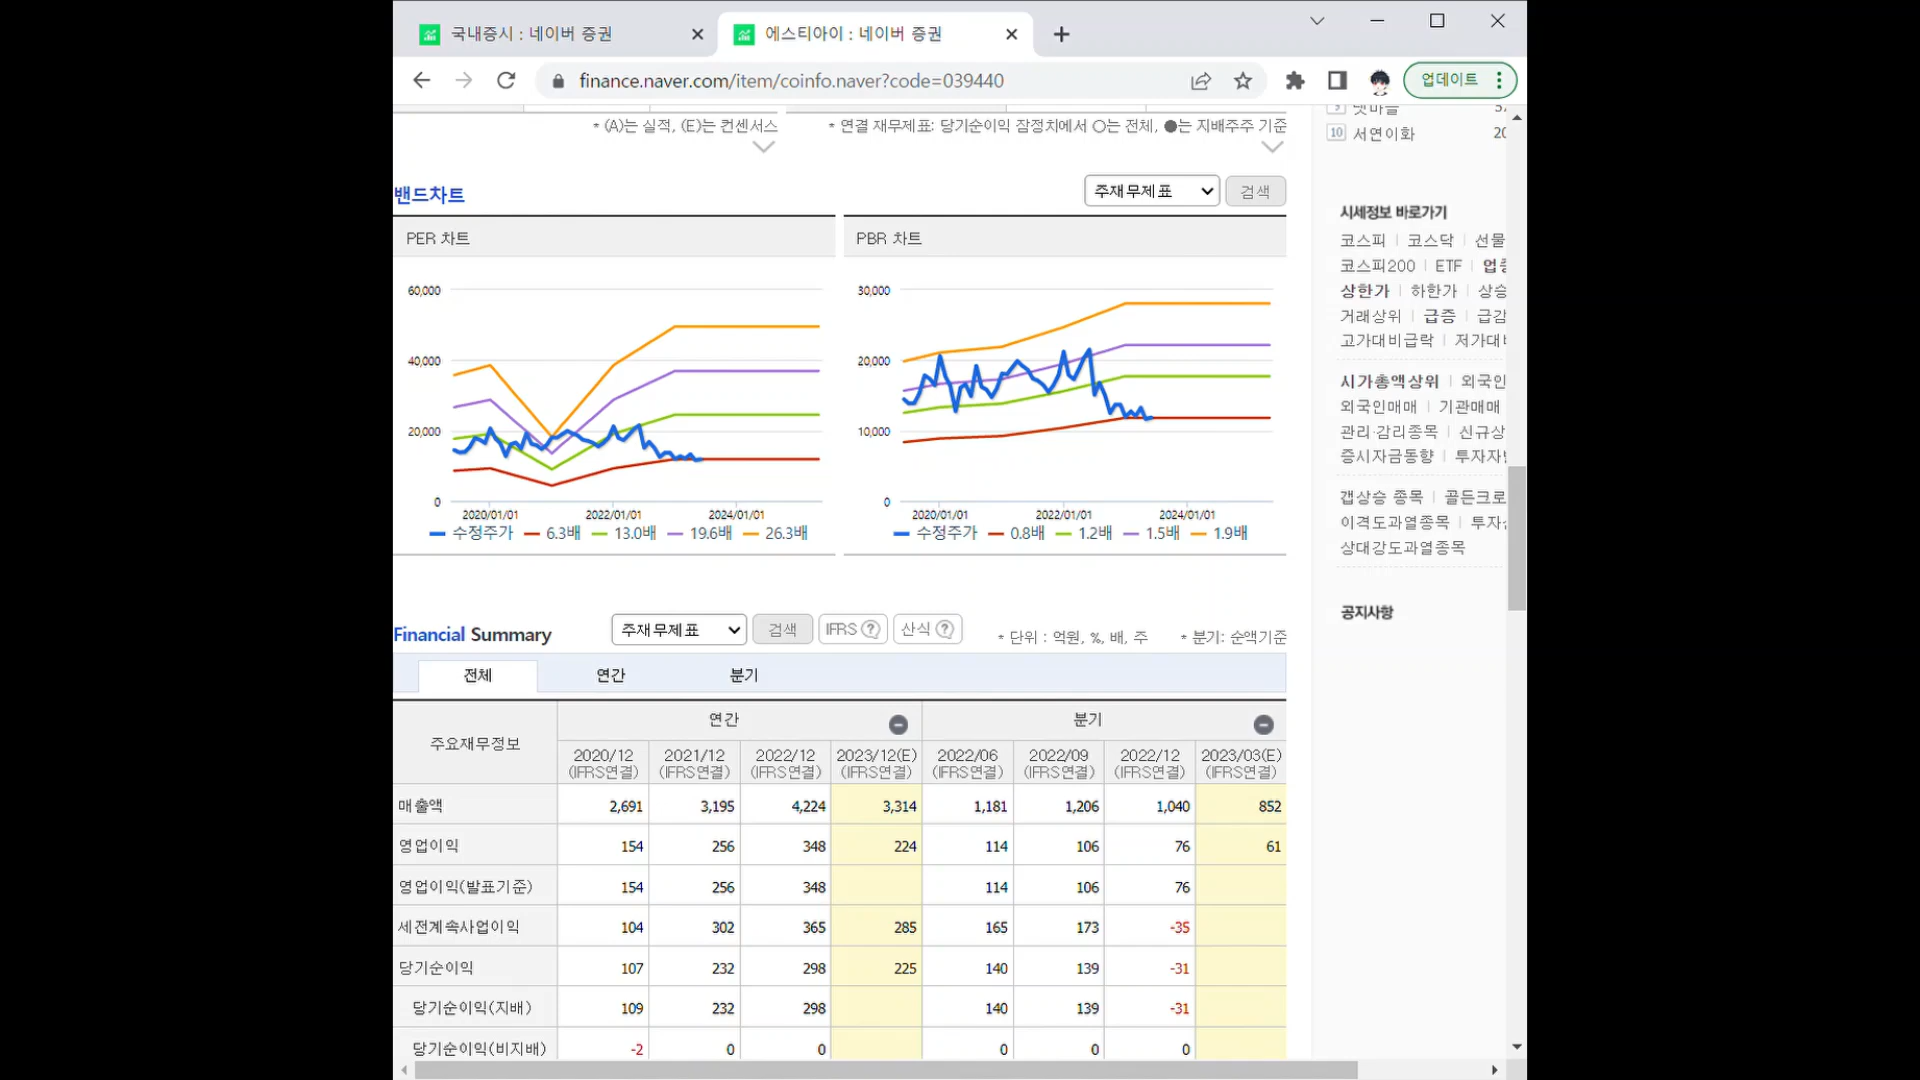 국내증시 : 네이버 증권
에스티아이 : 네이버 증권
finance.naver.com/item/coinfo.naver?code=039440
업데이트
* (A)는 실적, (E)는 컨센서스
* 연결 재무제표: 당기순이익 잠정치에서 ○는 전체, ●는 지배주주 기준
밴드차트
주재무제표
검색
PER 차트
60,000
40,000
20,000
0
2020/01/01 2022/01/01 2024/01/01
수정주가 6.3배 13.0배 19.6배 26.3배
PBR 차트
30,000
20,000
10,000
0
2020/01/01 2022/01/01 2024/01/01
수정주가 0.8배 1.2배 1.5배 1.9배
Financial Summary
주재무제표 검색 IFRS ? 산식 ?
* 단위 : 억원, %, 배, 주 * 분기: 순액기준
전체 연간 분기
주요재무정보 연간 분기
2020/12 2021/12 2022/12 2023/12(E) 2022/06 2022/09 2022/12 2023/03(E)
(IFRS연결) (IFRS연결) (IFRS연결) (IFRS연결) (IFRS연결) (IFRS연결) (IFRS연결) (IFRS연결)
매출액 2,691 3,195 4,224 3,314 1,181 1,206 1,040 852
영업이익 154 256 348 224 114 106 76 61
영업이익(발표기준) 154 256 348 114 106 76
세전계속사업이익 104 302 365 285 165 173 -35
당기순이익 107 232 298 225 140 139 -31
당기순이익(지배) 109 232 298 140 139 -31
당기순이익(비지배) -2 0 0 0 0 0
10 서연이화 20
시세정보 바로가기
코스피 코스닥 선물
코스피200 ETF 업종
상한가 하한가 상승
거래상위 급증 급감
고가대비급락 저가대비
시가총액상위 외국인
외국인매매 기관매매
관리·감리종목 신규상
증시자금동향 투자자
갭상승 종목 골든크로
이격도과열종목 투자
상대강도과열종목
공지사항